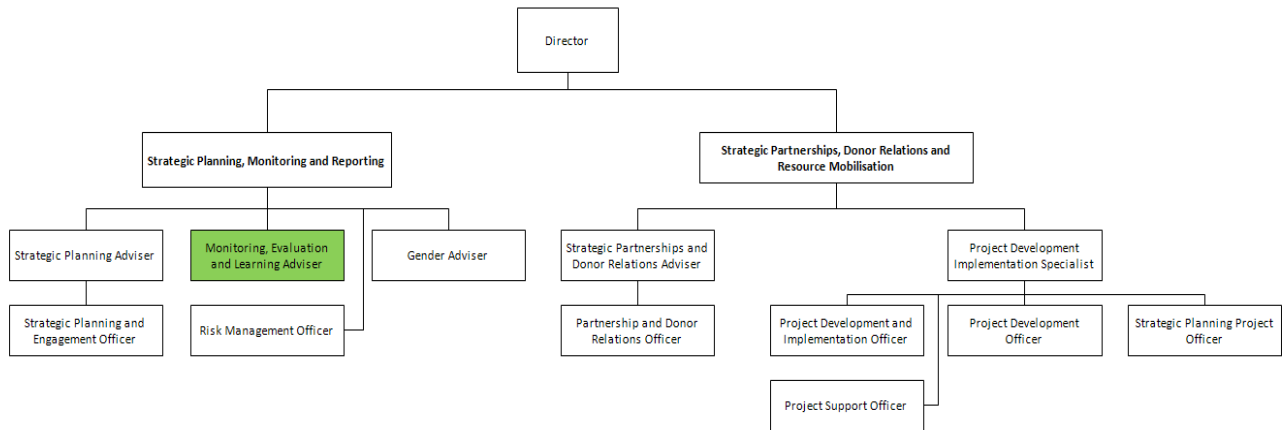 Director
Strategic Planning, Monitoring and Reporting
Strategic Partnerships, Donor Relations and
Resource Mobilisation
Strategic Planning Adviser
Monitoring, Evaluation
and Learning Adviser
Gender Adviser
Strategic Partnerships and
Donor Relations Adviser
Project Development
Implementation Specialist
Strategic Planning and
Engagement Officer
Risk Management Officer
Partnership and Donor
Relations Officer
Project Development and
Implementation Officer
Project Development
Officer
Strategic Planning Project
Officer
Project Support Officer